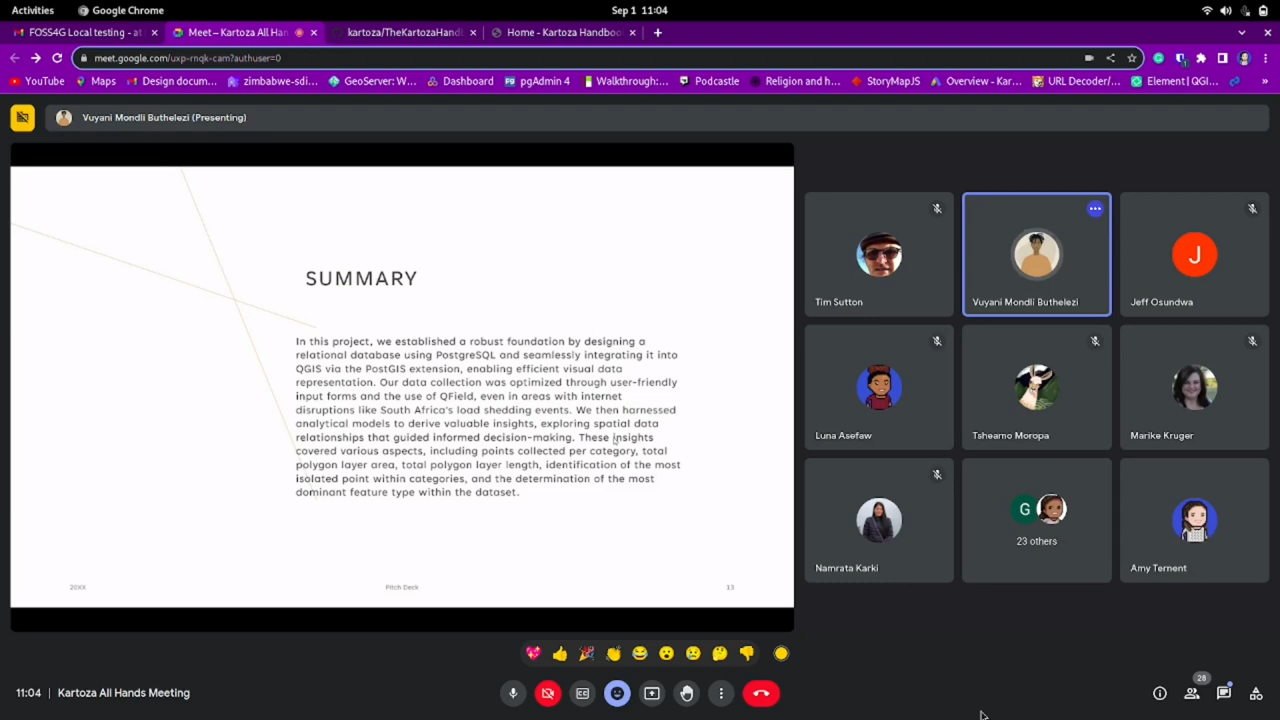 Activities
Google Chrome
Sep 1 11:04
FOSS4G Local testing - at
Meet – Kartoza All Han
kartoza/TheKartozaHand
Home - Kartoza Handboo
meet.google.com/uxp-rnqk-cam?authuser=0
YouTube
Maps
Design docum...
zimbabwe-sdi...
GeoServer: W...
Dashboard
pgAdmin 4
Walkthrough:...
Podcastle
Religion and h...
StoryMapJS
Overview - Kar...
URL Decoder/...
Element | QGI...
»
Vuyani Mondli Buthelezi (Presenting)
SUMMARY
In this project, we established a robust foundation by designing a
relational database using PostgreSQL and seamlessly integrating it into
QGIS via the PostGIS extension, enabling efficient visual data
representation. Our data collection was optimized through user-friendly
input forms and the use of QField, even in areas with internet
disruptions like South Africa's load shedding events. We then harnessed
analytical models to derive valuable insights, exploring spatial data
relationships that guided informed decision-making. These insights
covered various aspects, including points collected per category, total
polygon layer area, total polygon layer length, identification of the most
isolated point within categories, and the determination of the most
dominant feature type within the dataset.
20XX
Pitch Deck
13
Tim Sutton
Vuyani Mondli Buthelezi
J
Jeff Osundwa
Luna Asefaw
Tshearno Moropa
Marike Kruger
Namrata Karki
G
23 others
Amy Ternent
11:04 | Kartoza All Hands Meeting
28